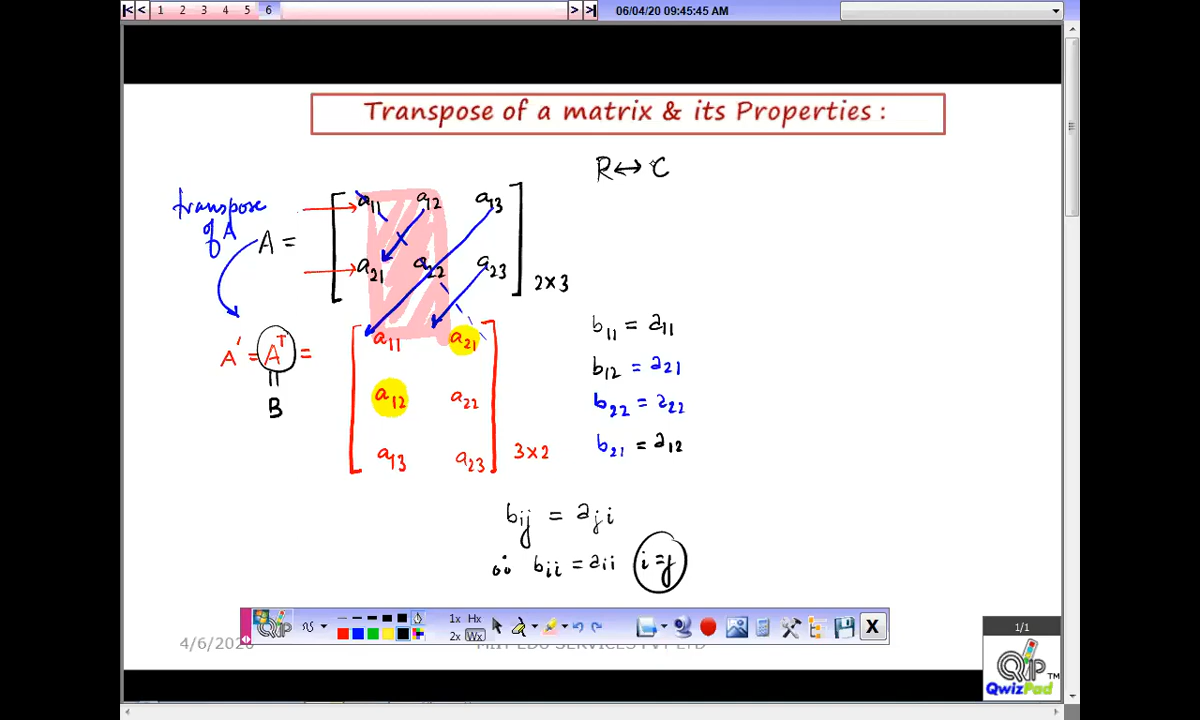 1 2 3 4 5 6
06/04/20 09:45:45 AM
Transpose of a matrix & its Properties :
R ↔ C
transpose
of A
A =
a11 a12 a13
a21 a22 a23
2×3
A' = A^T =
a11 a21
a12 a22
a13 a23
3×2
||
B
b11 = a11
b12 = a21
b22 = a22
b21 = a12
bij = aji
∴ bii = aii i=j
1x Hx
2x Wx
4/6/2020
1/1
QIP
QwizPad TM